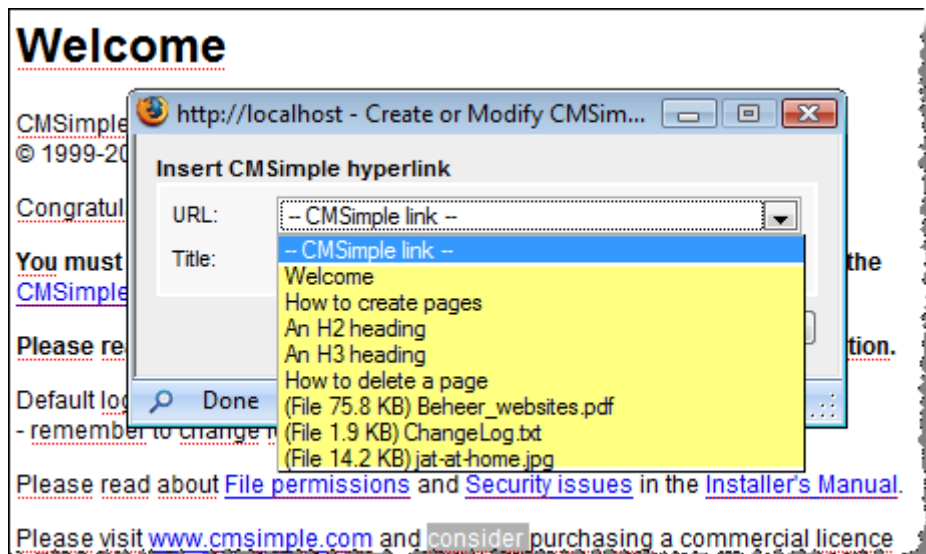 Welcome
CMSimple
© 1999-20
http://localhost - Create or Modify CMSim...
Insert CMSimple hyperlink
Congratul
URL:
-- CMSimple link --
Title:
-- CMSimple link --
Welcome
How to create pages
An H2 heading
An H3 heading
How to delete a page
(File 75.8 KB) Beheer_websites.pdf
(File 1.9 KB) ChangeLog.txt
(File 14.2 KB) jat-at-home.jpg
You must
the
CMSimple
Please re
tion.
Done
Default log
- remember to change
Please read about File permissions and Security issues in the Installer's Manual.
Please visit www.cmsimple.com and consider purchasing a commercial licence